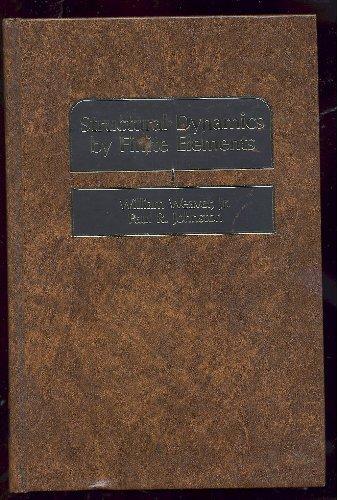 Structural Dynamics
by Finite Elements
William Weaver, Jr.
Paul R. Johnston